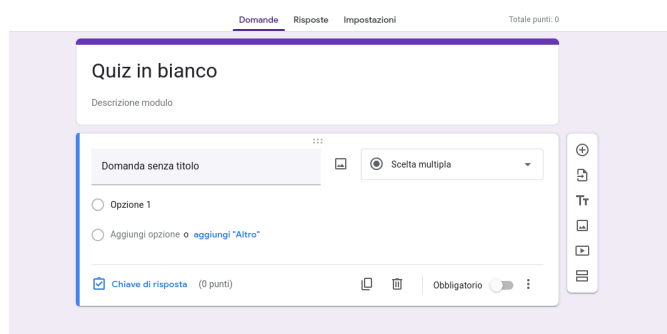 Domande Risposte Impostazioni Totale punti: 0
Quiz in bianco
Descrizione modulo
Domanda senza titolo Scelta multipla
Opzione 1
Aggiungi opzione o aggiungi "Altro"
Chiave di risposta (0 punti) Obbligatorio
Tт